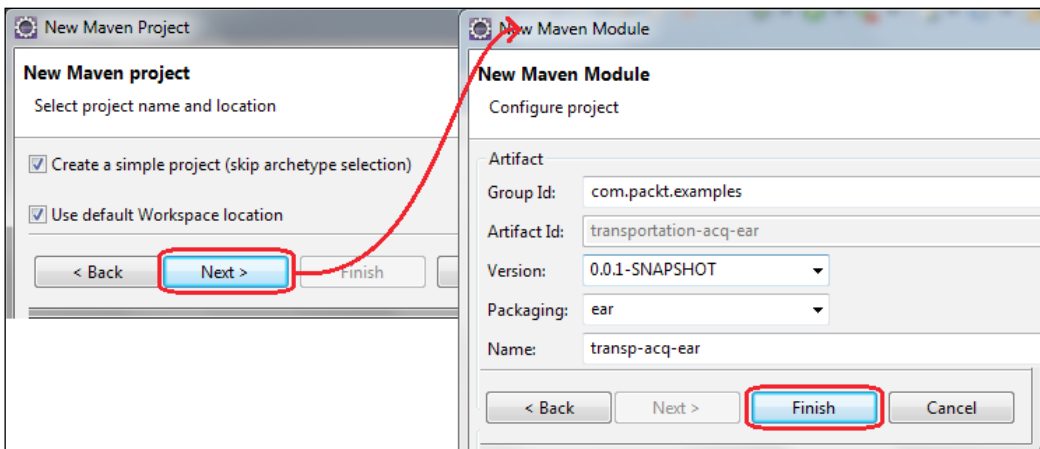 New Maven Project
New Maven project
Select project name and location
Create a simple project (skip archetype selection)
Use default Workspace location
< Back
Next >
Finish
New Maven Module
New Maven Module
Configure project
Artifact
Group Id: com.packt.examples
Artifact Id: transportation-acq-ear
Version: 0.0.1-SNAPSHOT
Packaging: ear
Name: transp-acq-ear
< Back
Next >
Finish
Cancel